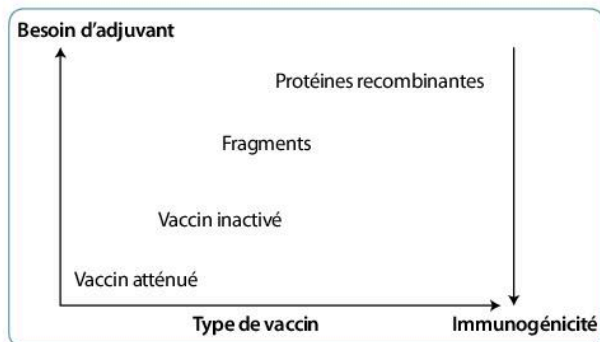 Besoin d’adjuvant
Protéines recombinantes
Fragments
Vaccin inactivé
Vaccin atténué
Type de vaccin
Immunogénicité